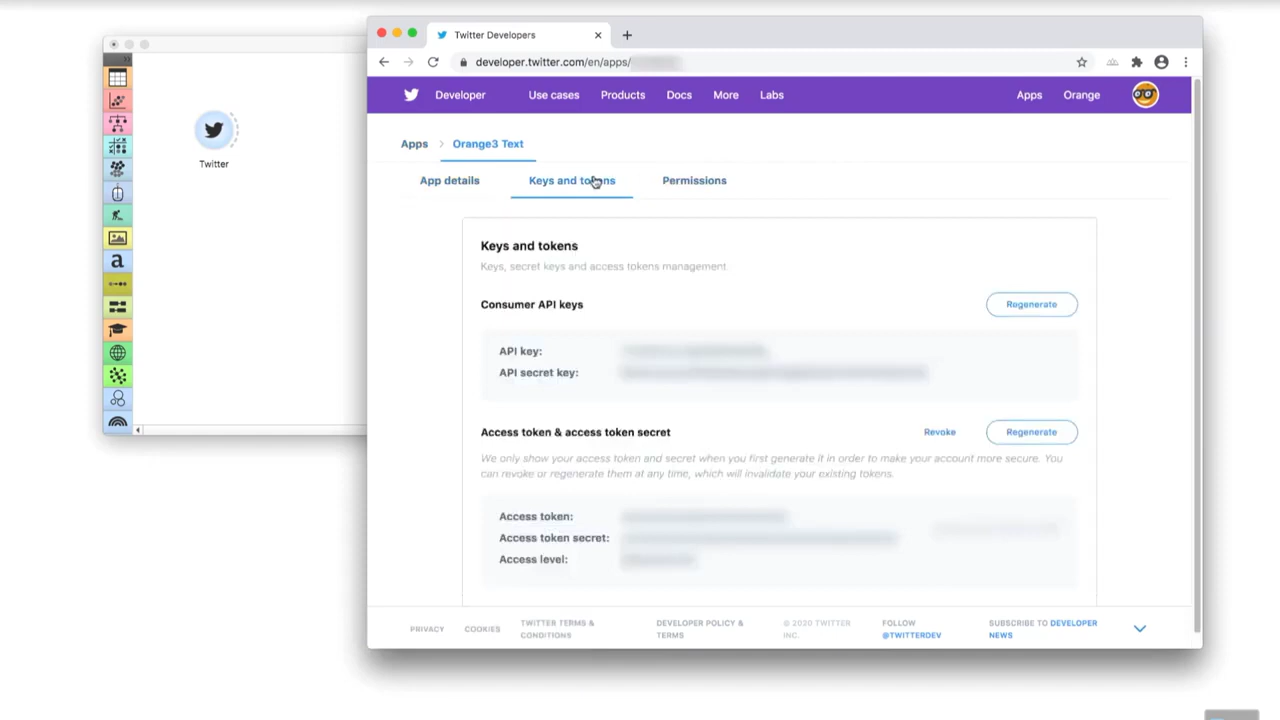 Twitter Developers
developer.twitter.com/en/apps/
Developer Use cases Products Docs More Labs Apps Orange
Twitter
Apps > Orange3 Text
App details Keys and tokens Permissions
Keys and tokens
Keys, secret keys and access tokens management.
Consumer API keys Regenerate
a
API key:
API secret key:
Access token & access token secret Revoke Regenerate
We only show your access token and secret when you first generate it in order to make your account more secure. You
can revoke or regenerate them at any time, which will invalidate your existing tokens.
Access token:
Access token secret:
Access level:
PRIVACY COOKIES
TWITTER TERMS &
CONDITIONS
DEVELOPER POLICY &
TERMS
© 2020 TWITTER
INC.
FOLLOW
@TWITTERDEV
SUBSCRIBE TO DEVELOPER
NEWS